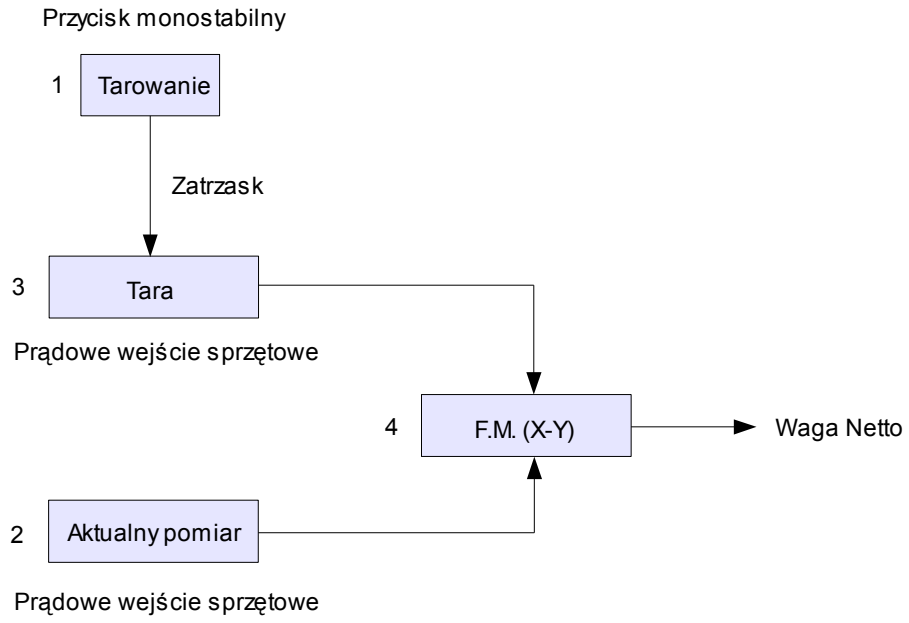 Przycisk monostabilny
1 Tarowanie
Zatrzask
3 Tara
Prądowe wejście sprzętowe
4 F.M. (X-Y) Waga Netto
2 Aktualny pomiar
Prądowe wejście sprzętowe